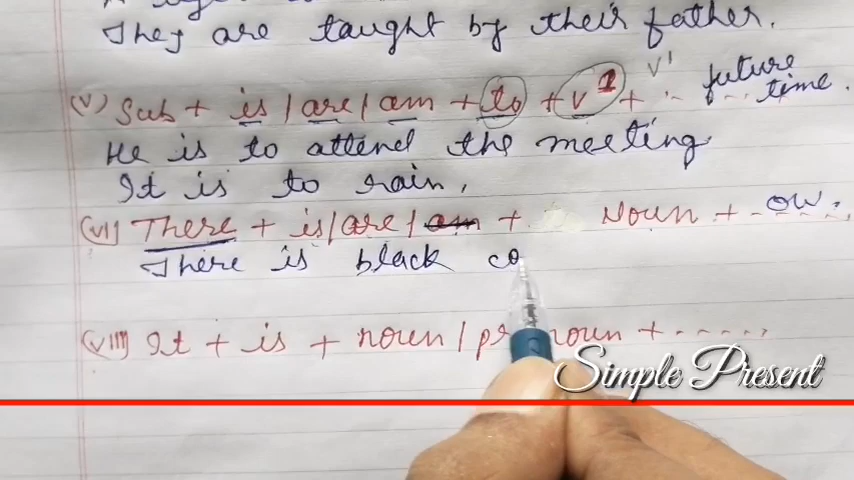 They are taught by their father.
(V) Sub + is / are / am + to + V1 + V1 ..... future time.
He is to attend the meeting.
It is to rain,
(VII) There + is / are / am + Noun + ..... ow.
There is black co
(VIII) It + is + noun / pronoun + ......
Simple Present